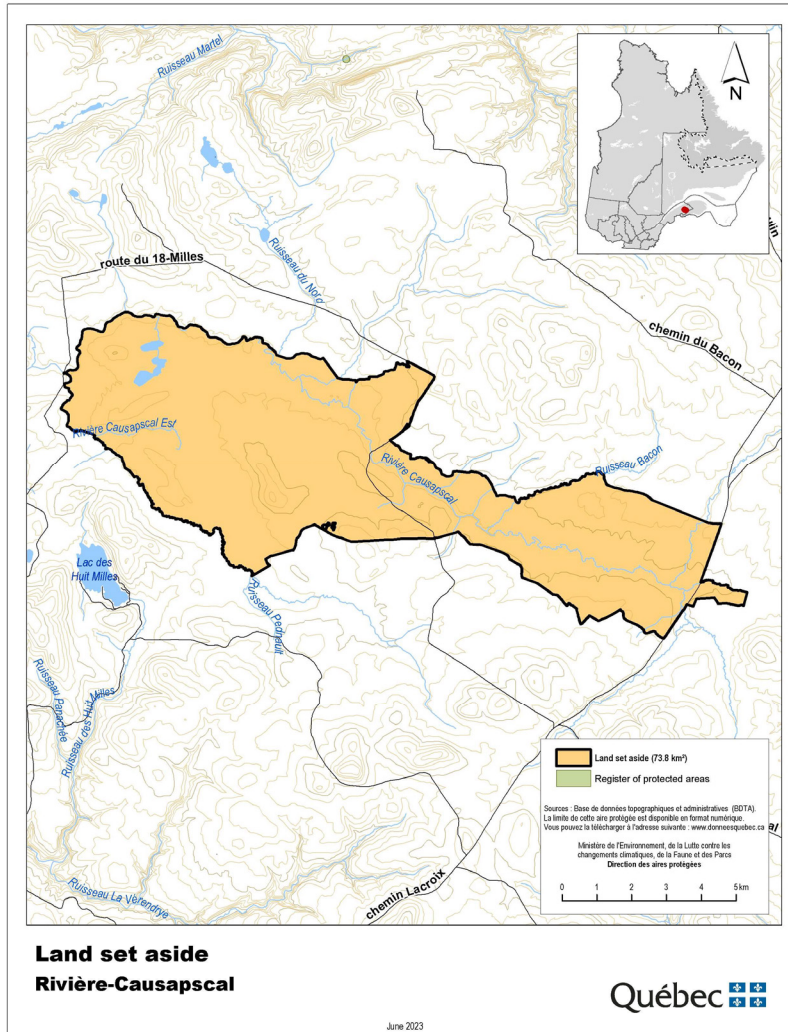 Ruisseau Martel
N
route du 18-Milles
Ruisseau du Nord
chemin du Bacon
Rivière Causapscal Est
Rivière Causapscal
Ruisseau Bacon
Lac des
Huit Milles
Ruisseau Pedneult
Ruisseau Panachée
Ruisseau des Huit Milles
Ruisseau La Vérendrye
chemin Lacroix
Land set aside (73.8 km²)
Register of protected areas
Sources : Base de données topographiques et administratives (BDTA).
La limite de cette aire protégée est disponible en format numérique.
Vous pouvez la télécharger à l'adresse suivante : www.donneesquebec.ca
Ministère de l'Environnement, de la Lutte contre les
changements climatiques, de la Faune et des Parcs
Direction des aires protégées
0 1 2 3 4 5 km
Land set aside
Rivière-Causapscal
Québec
June 2023